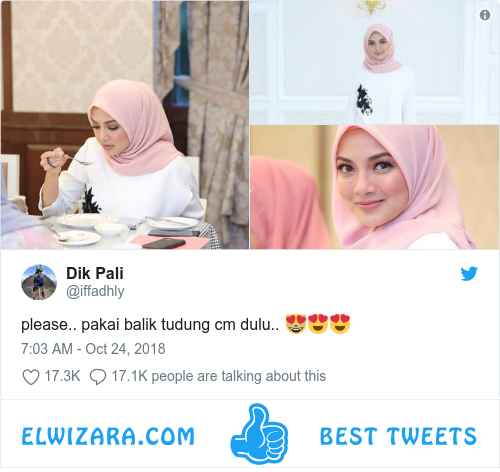 Dik Pali
@iffadhly
please.. pakai balik tudung cm dulu.. 😻😍😍
7:03 AM - Oct 24, 2018
17.3K 17.1K people are talking about this
ELWIZARA.COM BEST TWEETS